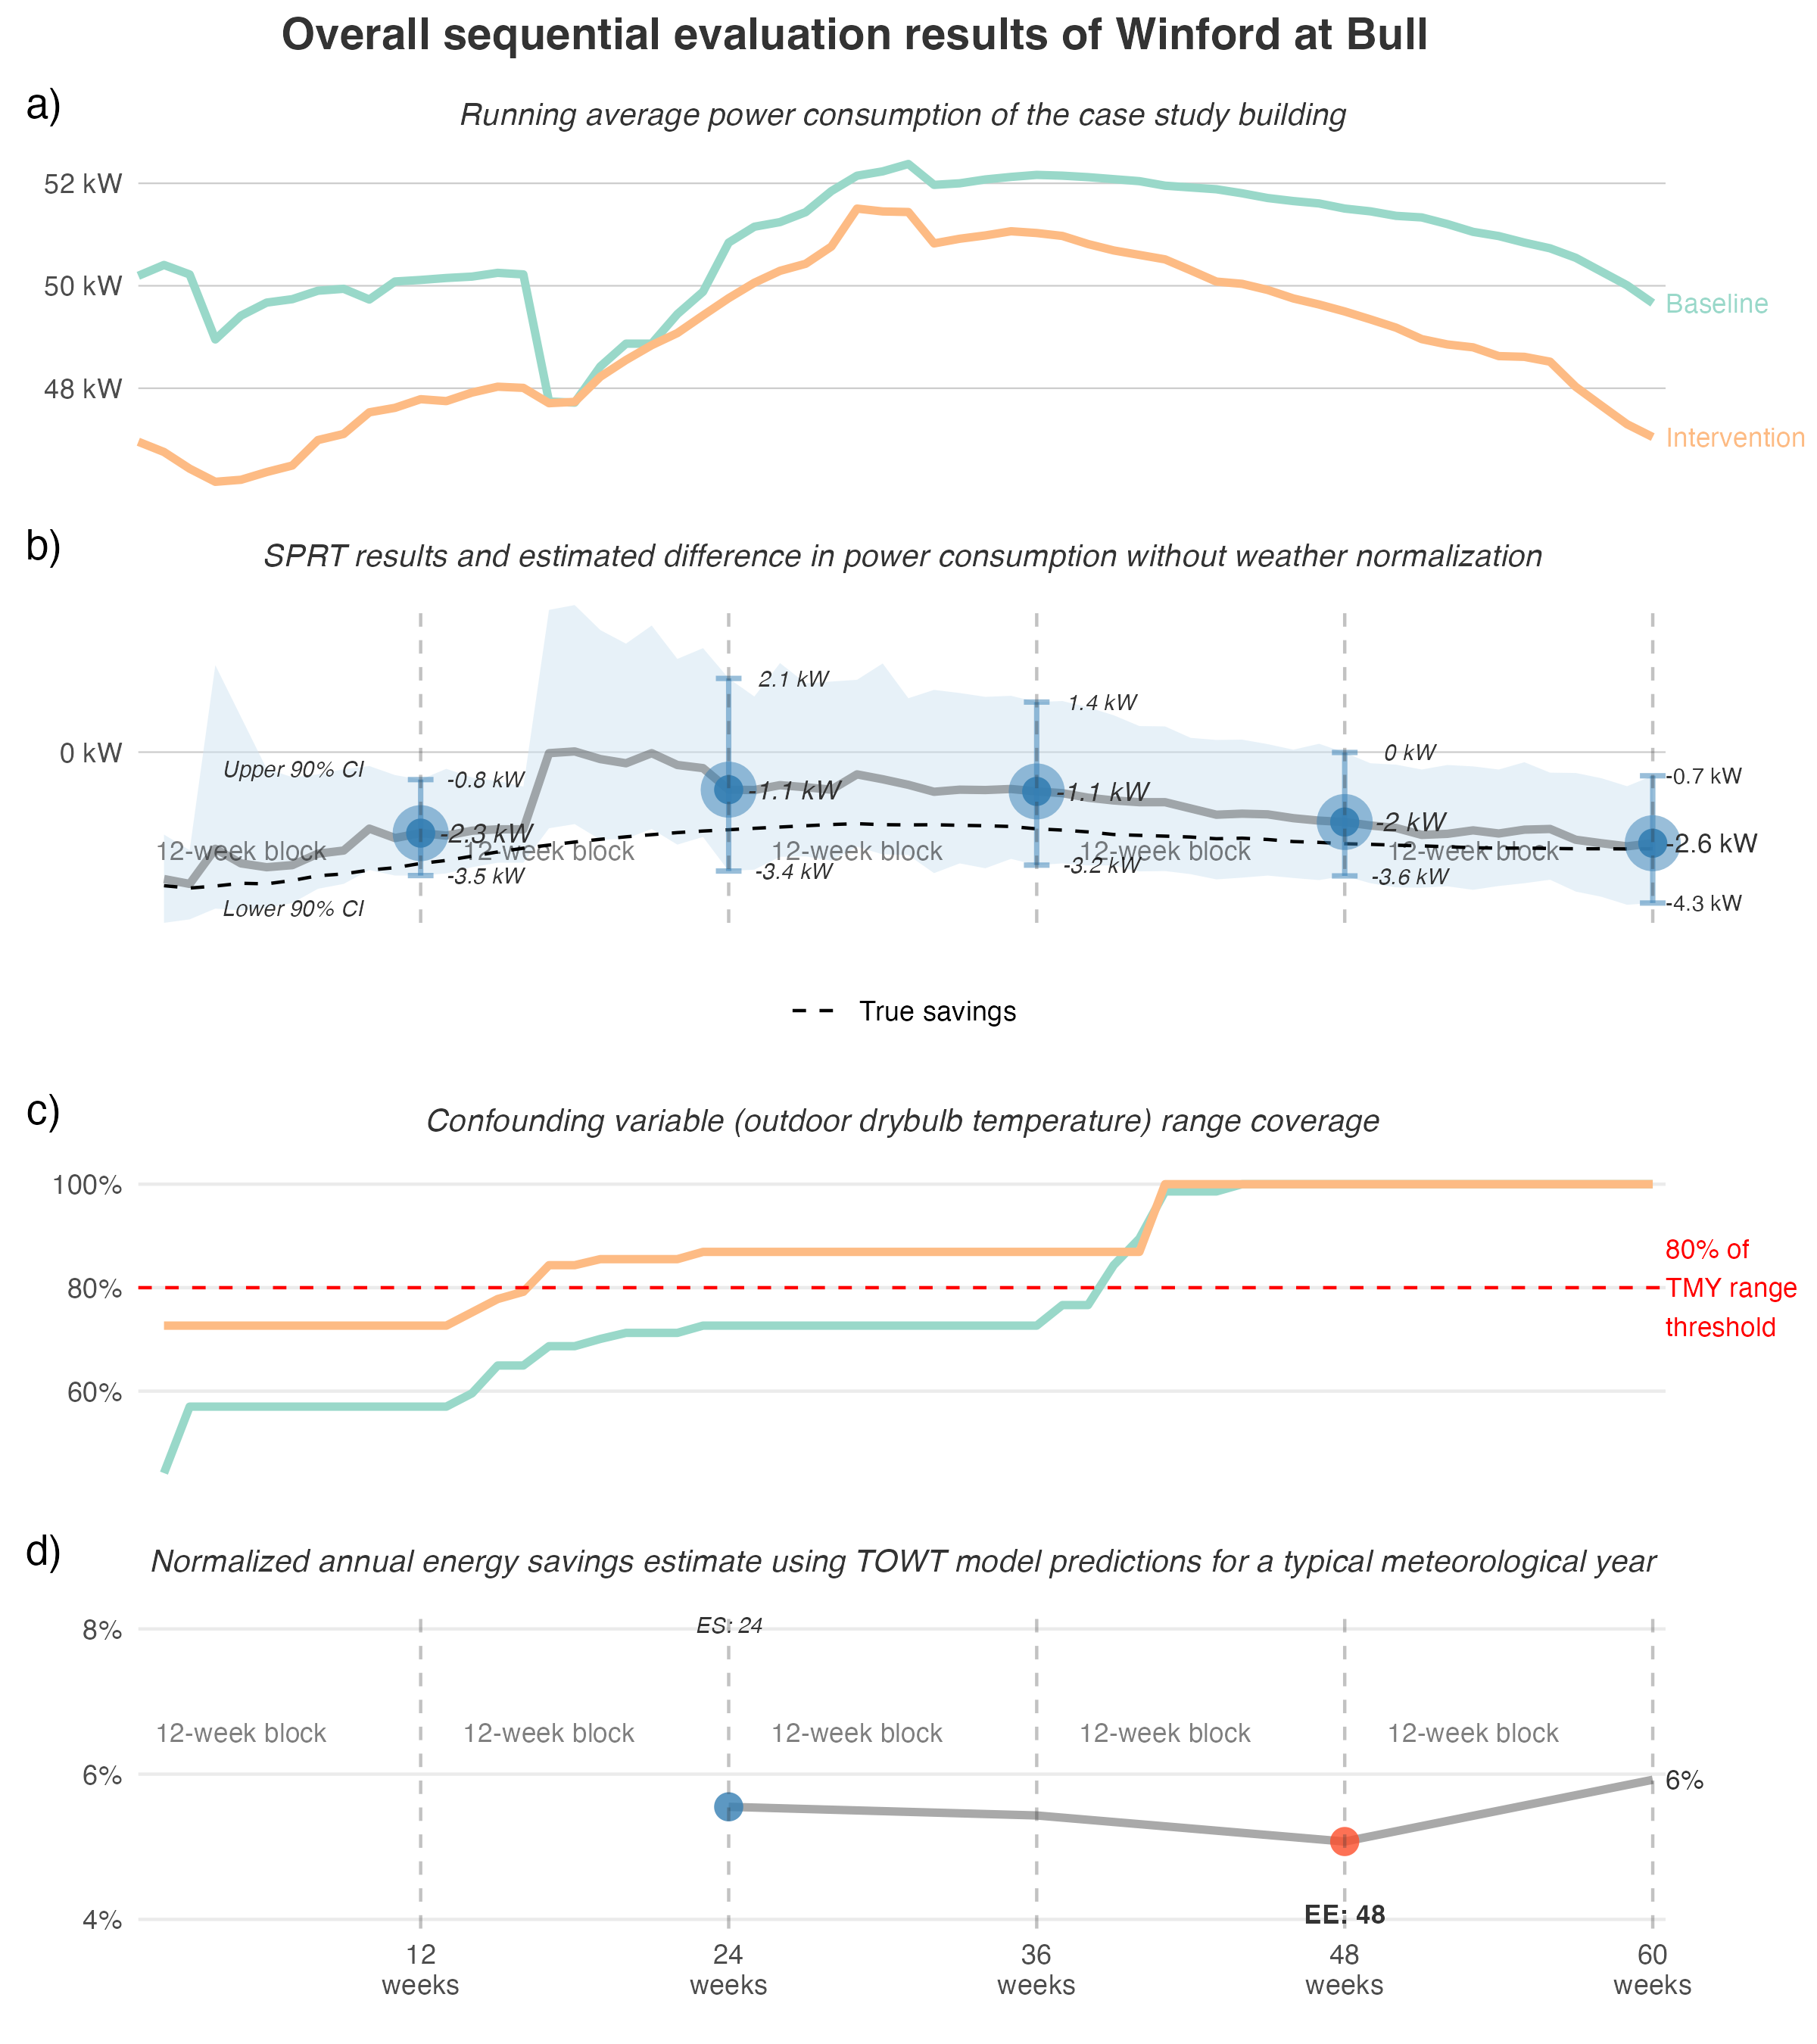 Overall sequential evaluation results of Winford at Bull
a)
Running average power consumption of the case study building
52 kW
50 kW
48 kW
Baseline
Intervention
b)
SPRT results and estimated difference in power consumption without weather normalization
0 kW
Upper 90% CI
Lower 90% CI
12-week block
12-week block
12-week block
12-week block
12-week block
-0.8 kW
-2.3 kW
-3.5 kW
2.1 kW
-1.1 kW
-3.4 kW
1.4 kW
-1.1 kW
-3.2 kW
0 kW
-2 kW
-3.6 kW
-0.7 kW
-2.6 kW
-4.3 kW
True savings
c)
Confounding variable (outdoor drybulb temperature) range coverage
100%
80%
60%
80% of
TMY range
threshold
d)
Normalized annual energy savings estimate using TOWT model predictions for a typical meteorological year
8%
6%
4%
ES: 24
12-week block
12-week block
12-week block
12-week block
12-week block
6%
EE: 48
12
weeks
24
weeks
36
weeks
48
weeks
60
weeks